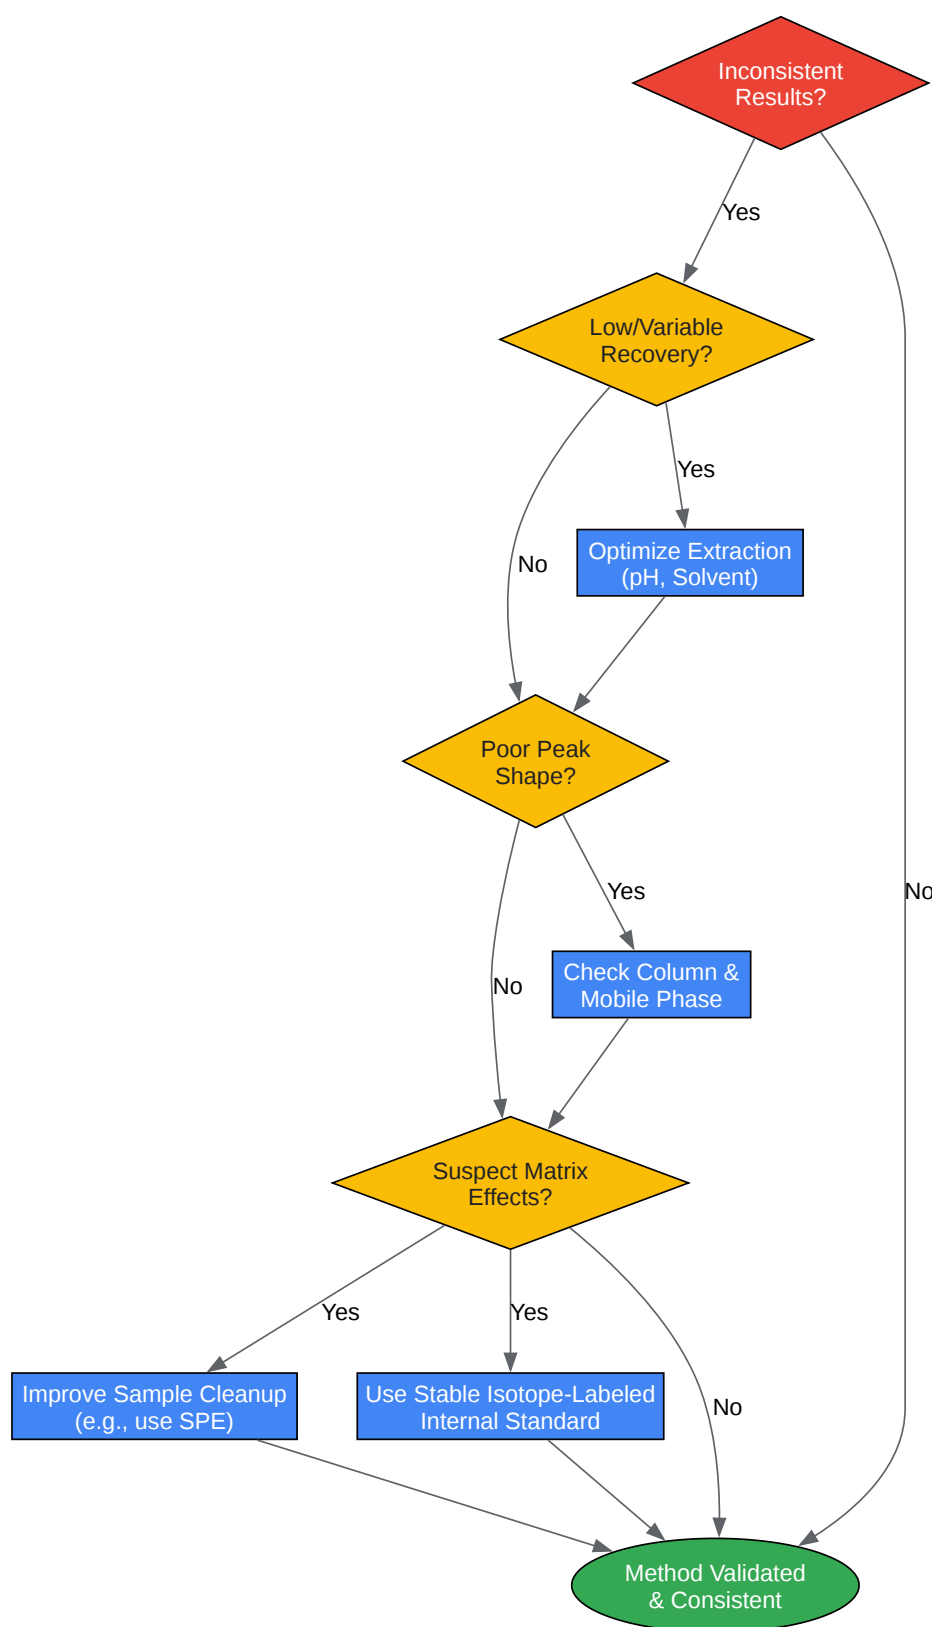 Inconsistent
Results?
Yes
Low/Variable
Recovery?
Yes
Optimize Extraction
(pH, Solvent)
No
Poor Peak
Shape?
Yes
No
Check Column &
Mobile Phase
No
Suspect Matrix
Effects?
Yes
Yes
No
Improve Sample Cleanup
(e.g., use SPE)
Use Stable Isotope-Labeled
Internal Standard
Method Validated
& Consistent